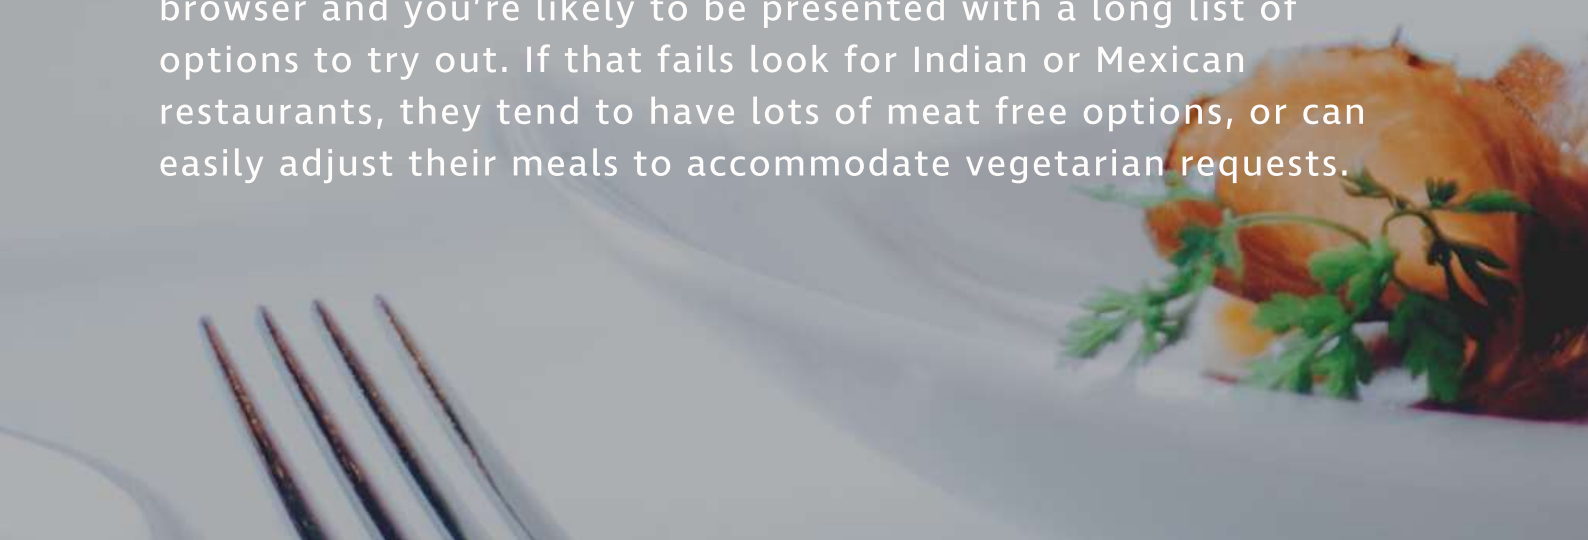 browser and you're likely to be presented with a long list of
options to try out. If that fails look for Indian or Mexican
restaurants, they tend to have lots of meat free options, or can
easily adjust their meals to accommodate vegetarian requests.